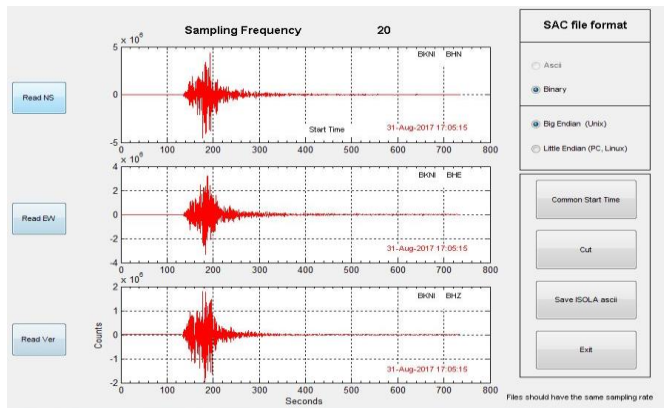 Sampling Frequency 20
SAC file format
Ascii
Binary
Big Endian (Unix)
Little Endian (PC, Linux)
Common Start Time
Cut
Save ISOLA ascii
Exit
Files should have the same sampling rate
Read NS
x 10^6
5
0
-5
BKNI BHN
Start Time
31-Aug-2017 17:05:15
0 100 200 300 400 500 600 700 800
Read EW
x 10^6
4
2
0
-2
-4
BKNI BHE
31-Aug-2017 17:05:15
0 100 200 300 400 500 600 700 800
Read Ver
x 10^6
2
1
0
-1
-2
Counts
BKNI BHZ
31-Aug-2017 17:05:15
0 100 200 300 400 500 600 700 800
Seconds